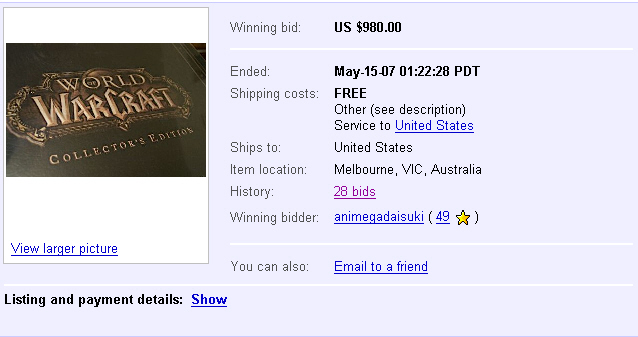 WORLD
OF
WARCRAFT
COLLECTOR'S EDITION
View larger picture
Winning bid: US $980.00
Ended: May-15-07 01:22:28 PDT
Shipping costs: FREE
Other (see description)
Service to United States
Ships to: United States
Item location: Melbourne, VIC, Australia
History: 28 bids
Winning bidder: animegadaisuki ( 49 )
You can also: Email to a friend
Listing and payment details: Show